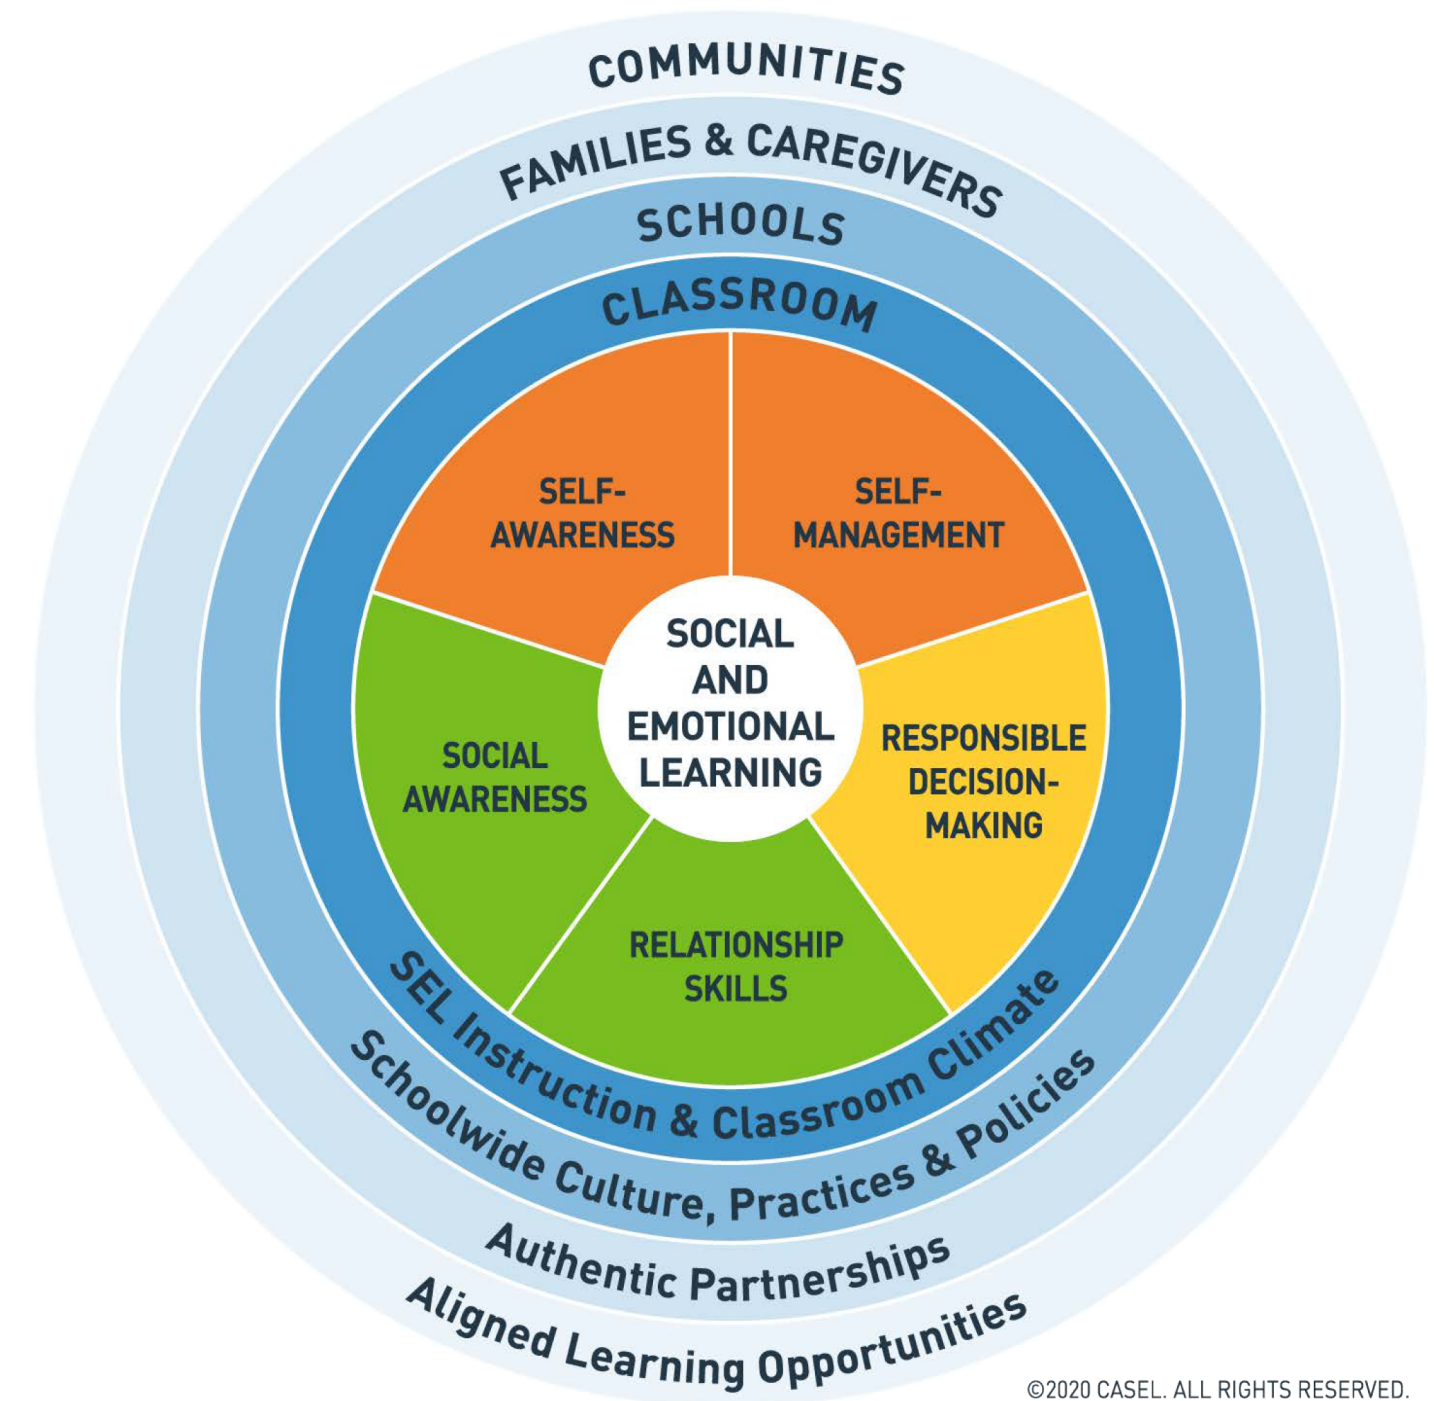 COMMUNITIES
FAMILIES & CAREGIVERS
SCHOOLS
CLASSROOM
SELF-
AWARENESS
SELF-
MANAGEMENT
SOCIAL
AND
EMOTIONAL
LEARNING
SOCIAL
AWARENESS
RESPONSIBLE
DECISION-
MAKING
RELATIONSHIP
SKILLS
SEL Instruction & Classroom Climate
Schoolwide Culture, Practices & Policies
Authentic Partnerships
Aligned Learning Opportunities
©2020 CASEL. ALL RIGHTS RESERVED.